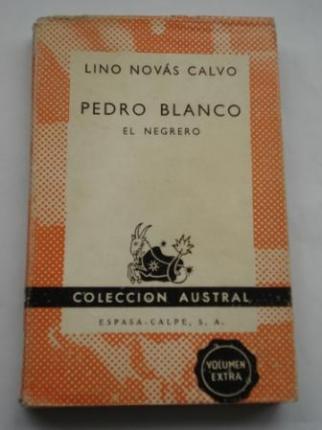 LINO NOVÁS CALVO
PEDRO BLANCO
EL NEGRERO
COLECCION AUSTRAL
ESPASA-CALPE, S. A.
VOLUMEN
EXTRA